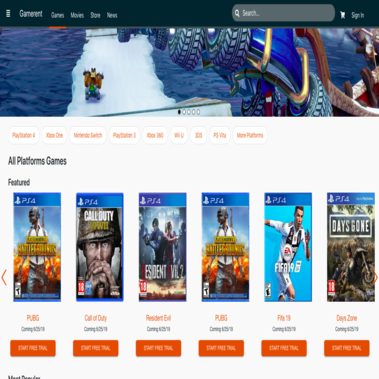 Gamerent Games Movies Store News Search... Sign In
PlayStation 4 Xbox One Nintendo Switch PlayStation 3 Xbox 360 Wii U 3DS PS Vita More Platforms
All Platforms Games
Featured
PS4 PS4 PS4 PS4 PS4 PS4
PLAYERUNKNOWN'S BATTLEGROUNDS CALL DUTY WWII RESIDENT EVIL 2 PLAYERUNKNOWN'S BATTLEGROUNDS FIFA 19 DAYS GONE
PUBG Call of Duty Resident Evil PUBG Fifa 19 Days Zone
Coming 6/25/19 Coming 6/25/19 Coming 6/25/19 Coming 6/25/19 Coming 6/25/19 Coming 6/25/19
START FREE TRIAL START FREE TRIAL START FREE TRIAL START FREE TRIAL START FREE TRIAL START FREE TRIAL
Most Popular